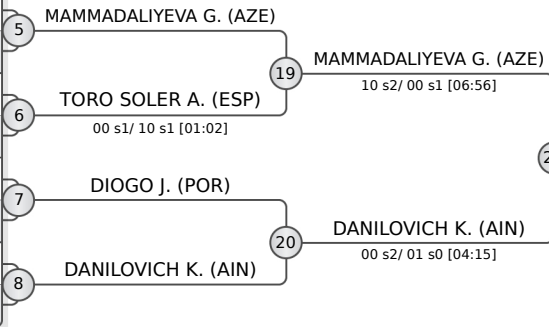 5
MAMMADALIYEVA G. (AZE)
19
MAMMADALIYEVA G. (AZE)
10 s2/ 00 s1 [06:56]
6
TORO SOLER A. (ESP)
00 s1/ 10 s1 [01:02]
7
DIOGO J. (POR)
20
DANILOVICH K. (AIN)
00 s2/ 01 s0 [04:15]
8
DANILOVICH K. (AIN)